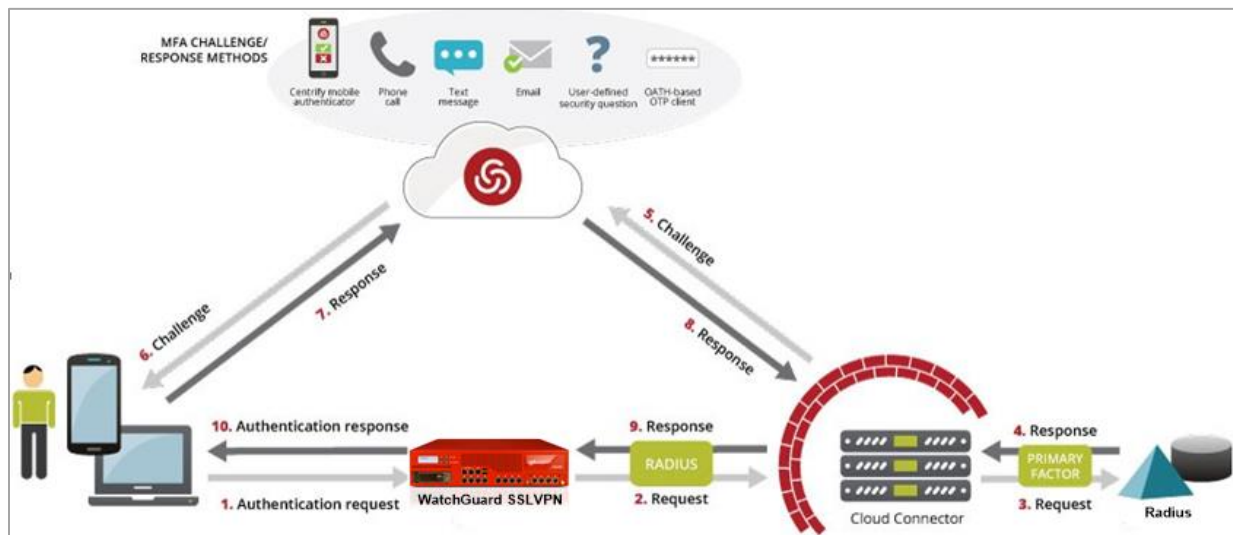 MFA CHALLENGE/
RESPONSE METHODS
Centrify mobile
authenticator
Phone
call
Text
message
Email
User-defined
security question
OATH-based
OTP client
******
5. Challenge
6. Challenge
7. Response
8. Response
10. Authentication response
9. Response
4. Response
RADIUS
PRIMARY
FACTOR
WatchGuard SSLVPN
1. Authentication request
2. Request
3. Request
Cloud Connector
Radius